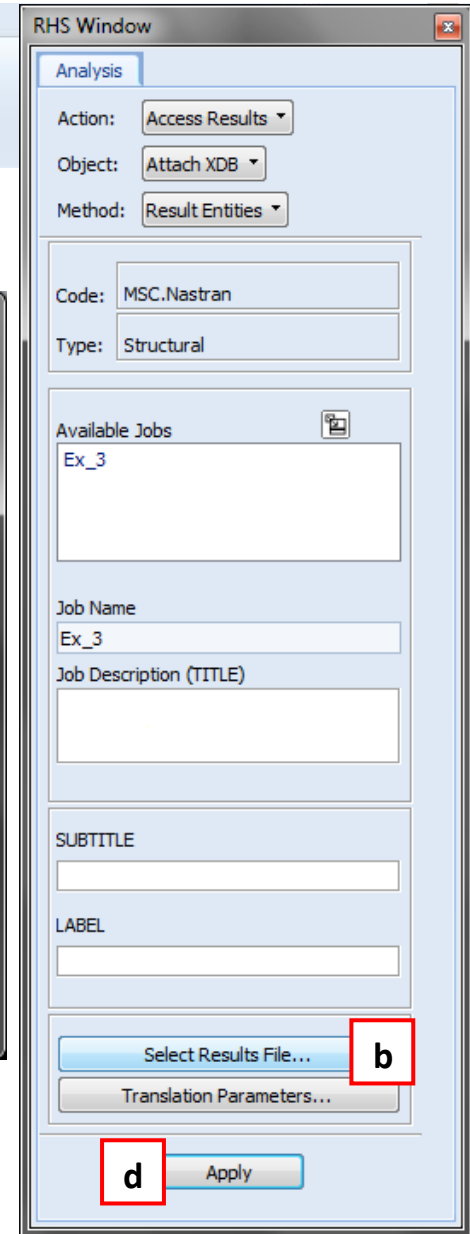 RHS Window
Analysis
Action: Access Results
Object: Attach XDB
Method: Result Entities
Code: MSC.Nastran
Type: Structural
Available Jobs
Ex_3
Job Name
Ex_3
Job Description (TITLE)
SUBTITLE
LABEL
Select Results File... b
Translation Parameters...
d Apply